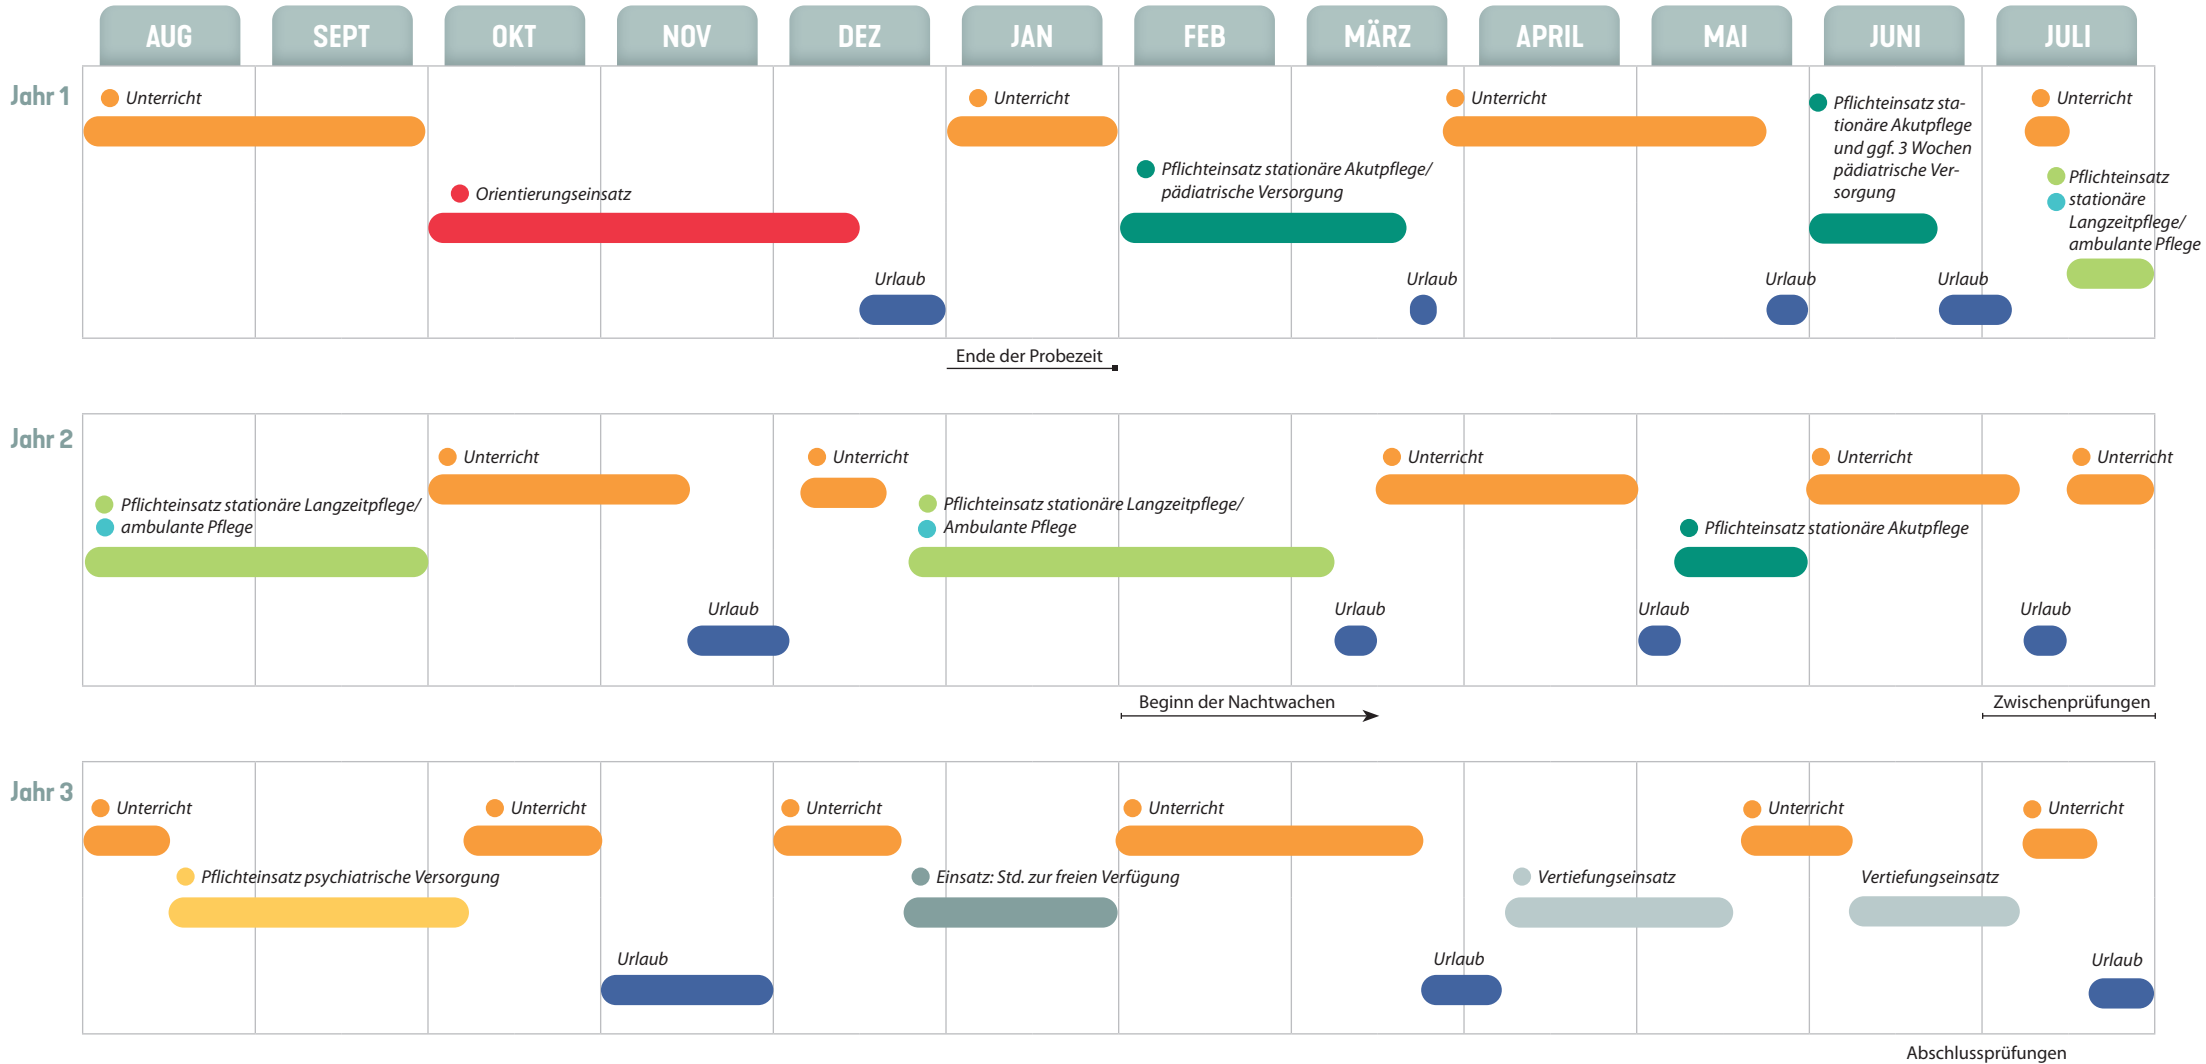 AUG SEPT OKT NOV DEZ JAN FEB MÄRZ APRIL MAI JUNI JULI
Jahr 1
Unterricht
Unterricht
Unterricht
Pflichteinsatz sta-
tionäre Akutpflege
und ggf. 3 Wochen
pädiatrische Ver-
sorgung
Unterricht
Orientierungseinsatz
Pflichteinsatz stationäre Akutpflege/
pädiatrische Versorgung
Pflichteinsatz
stationäre
Langzeitpflege/
ambulante Pflege
Urlaub
Urlaub
Urlaub
Urlaub
Ende der Probezeit
Jahr 2
Unterricht
Unterricht
Unterricht
Unterricht
Unterricht
Pflichteinsatz stationäre Langzeitpflege/
ambulante Pflege
Pflichteinsatz stationäre Langzeitpflege/
Ambulante Pflege
Pflichteinsatz stationäre Akutpflege
Urlaub
Urlaub
Urlaub
Urlaub
Beginn der Nachtwachen
Zwischenprüfungen
Jahr 3
Unterricht
Unterricht
Unterricht
Unterricht
Unterricht
Unterricht
Pflichteinsatz psychiatrische Versorgung
Einsatz: Std. zur freien Verfügung
Vertiefungseinsatz
Vertiefungseinsatz
Urlaub
Urlaub
Urlaub
Abschlussprüfungen